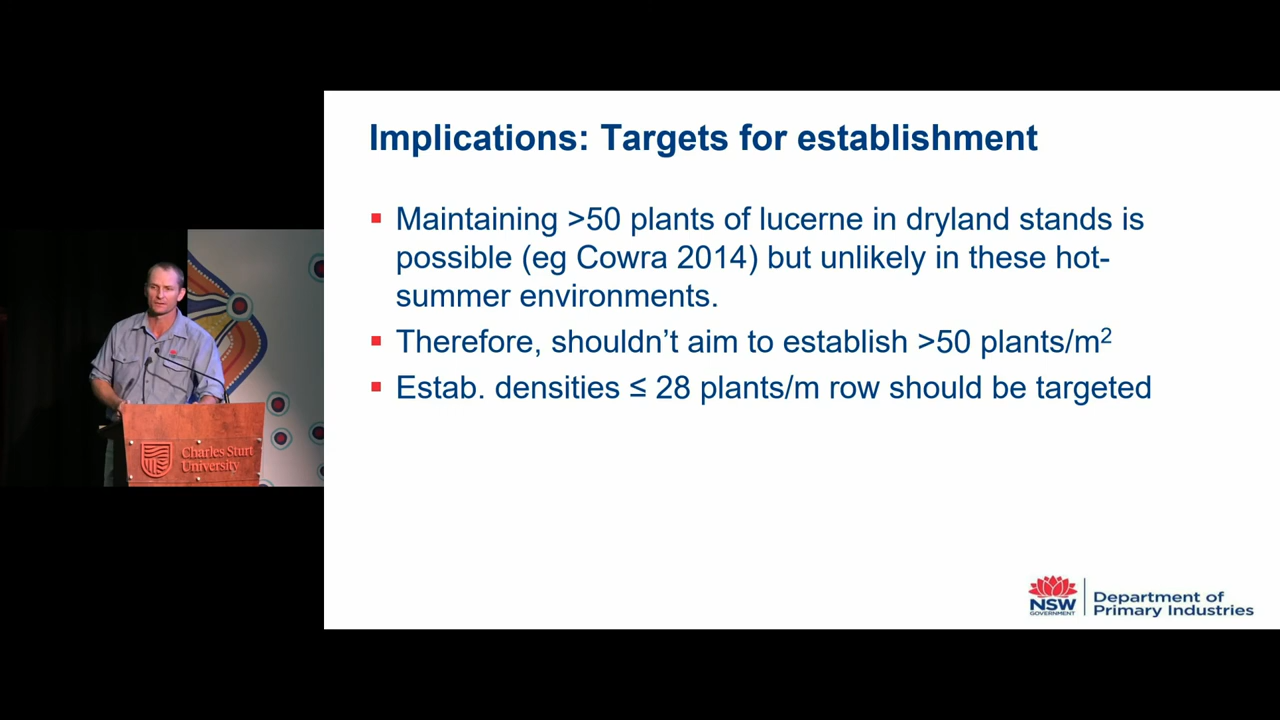 Implications: Targets for establishment
Maintaining >50 plants of lucerne in dryland stands is
possible (eg Cowra 2014) but unlikely in these hot-
summer environments.
Therefore, shouldn't aim to establish >50 plants/m²
Estab. densities ≤ 28 plants/m row should be targeted
Charles Sturt
University
NSW
GOVERNMENT
Department of
Primary Industries